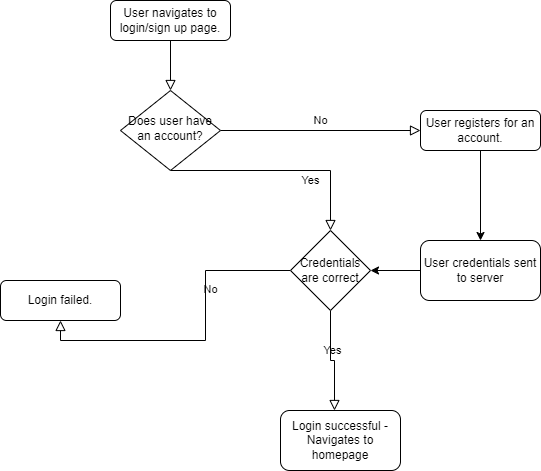 User navigates to
login/sign up page.
Does user have
an account?
No
User registers for an
account.
Yes
Credentials
are correct
User credentials sent
to server
No
Login failed.
Yes
Login successful -
Navigates to
homepage